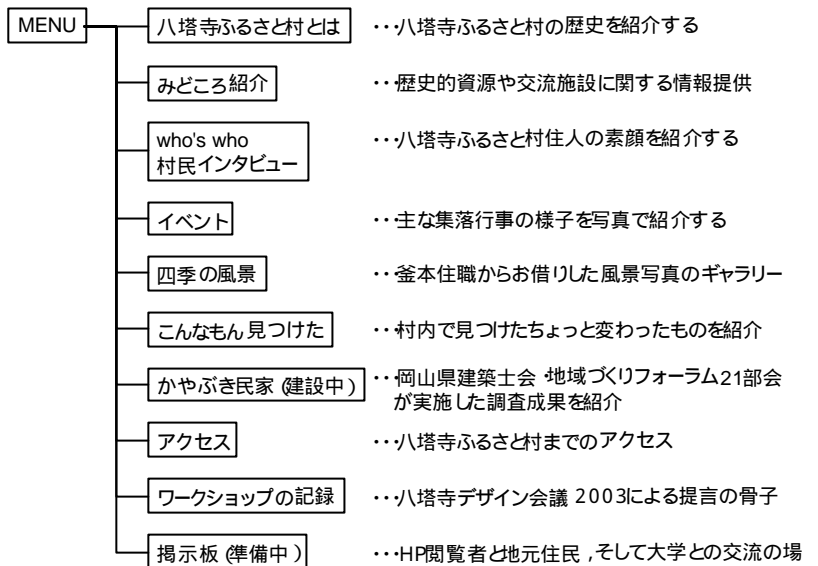 MENU
八塔寺ふるさと村とは ・・・八塔寺ふるさと村の歴史を紹介する
みどころ紹介 ・・・歴史的資源や交流施設に関する情報提供
who's who
村民インタビュー ・・・八塔寺ふるさと村住人の素顔を紹介する
イベント ・・・主な集落行事の様子を写真で紹介する
四季の風景 ・・・釜本住職からお借りした風景写真のギャラリー
こんなもん見つけた ・・・村内で見つけたちょっと変わったものを紹介
かやぶき民家(建設中) ・・・岡山県建築士会・地域づくりフォーラム21部会
が実施した調査成果を紹介
アクセス ・・・八塔寺ふるさと村までのアクセス
ワークショップの記録 ・・・八塔寺デザイン会議2003による提言の骨子
掲示板(準備中) ・・・HP閲覧者と地元住民,そして大学との交流の場